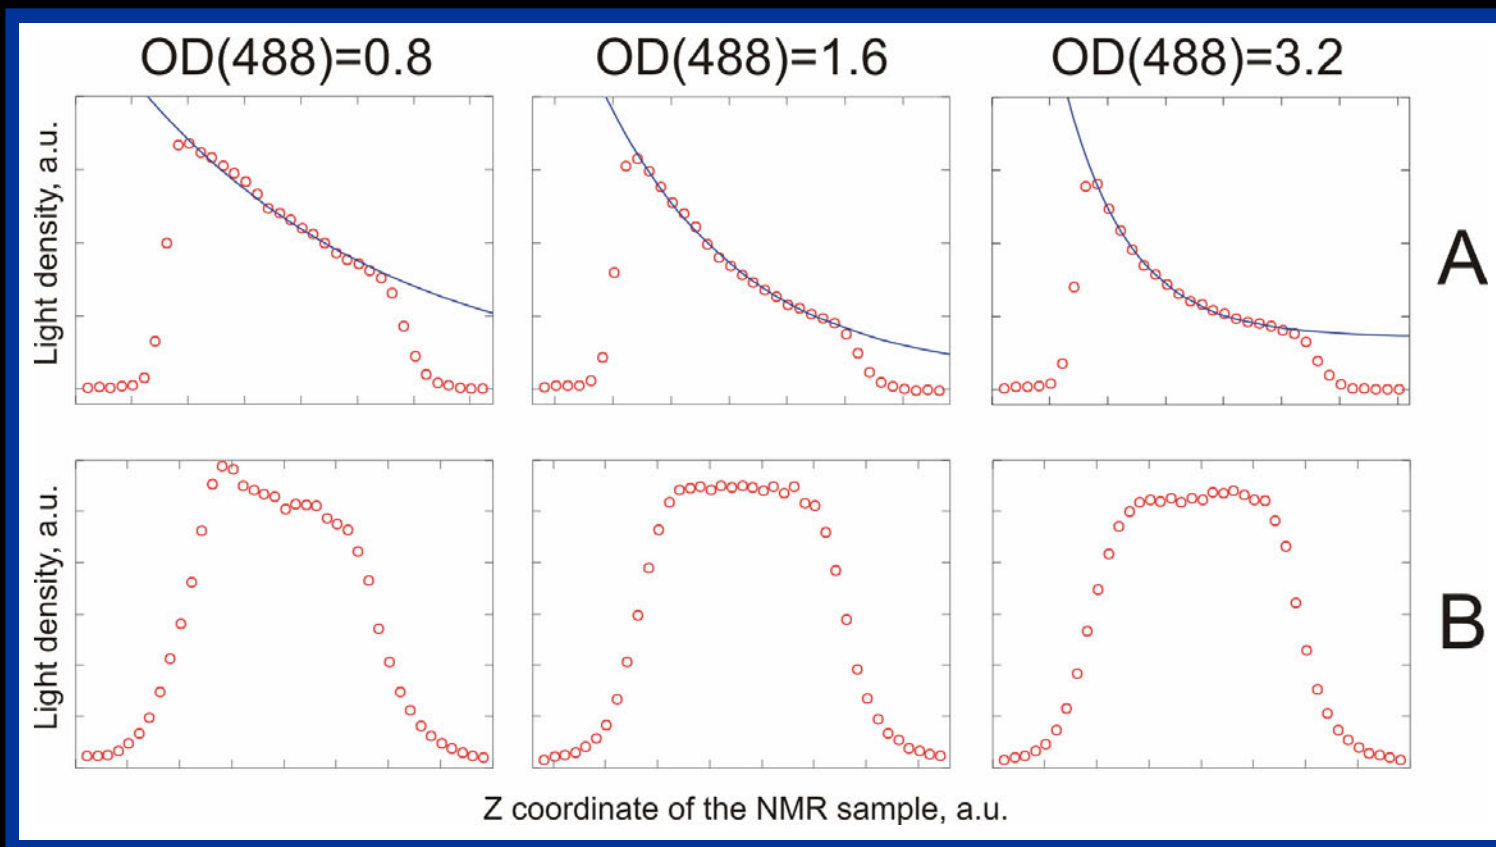 OD(488)=0.8
OD(488)=1.6
OD(488)=3.2
Light density, a.u.
A
Light density, a.u.
B
Z coordinate of the NMR sample, a.u.